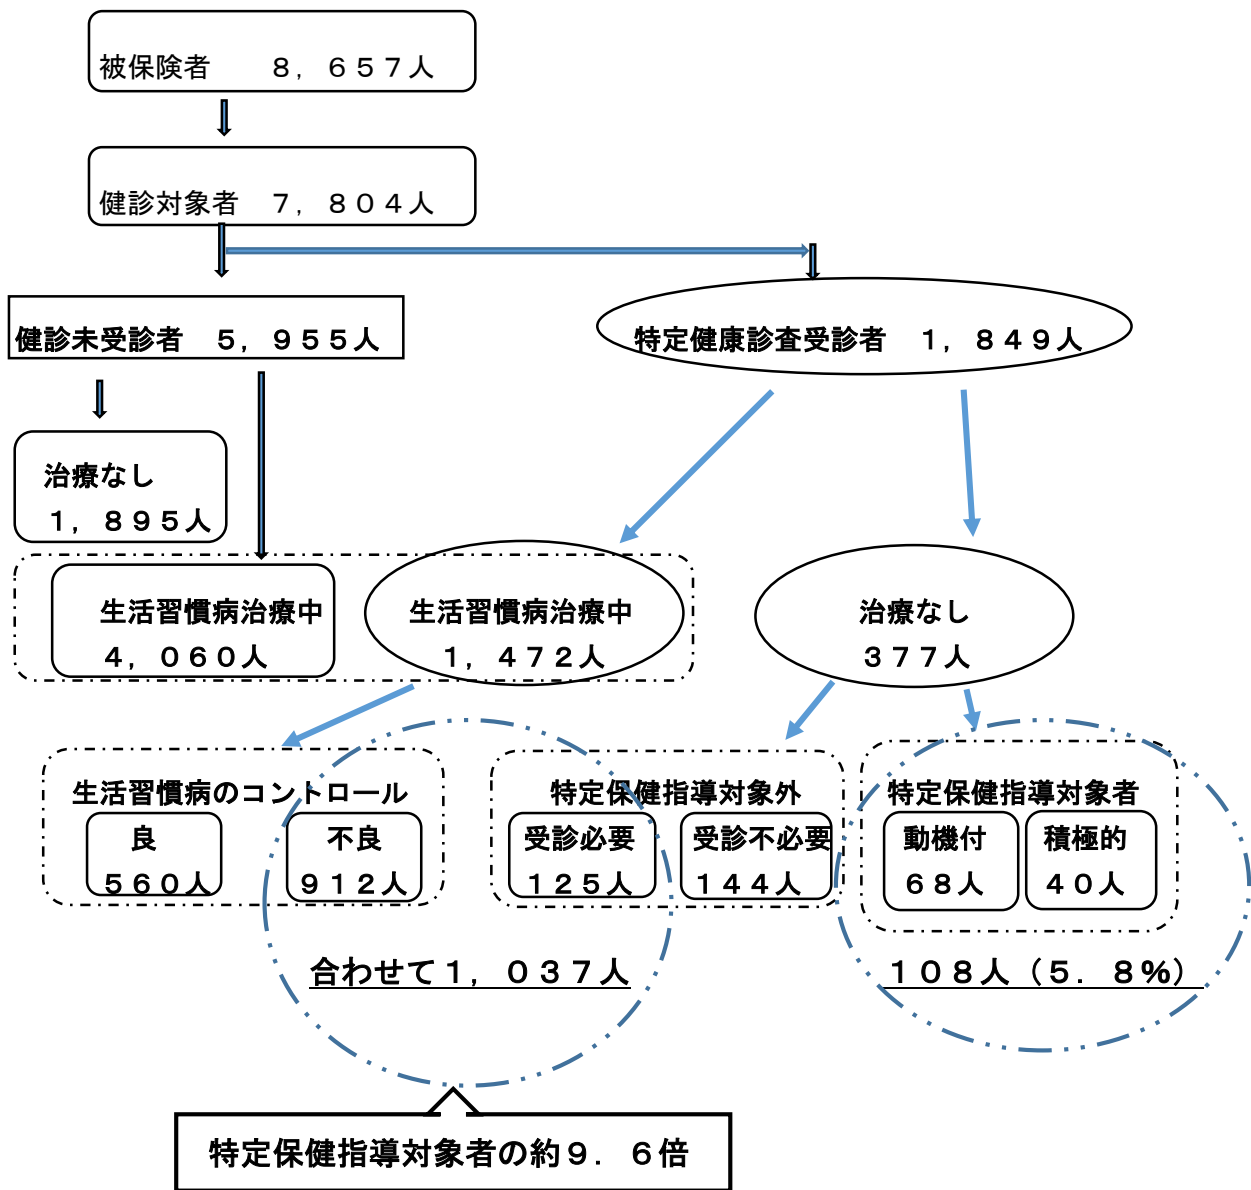 被保険者　　８，６５７人
健診対象者　７，８０４人
健診未受診者　５，９５５人
特定健康診査受診者　１，８４９人
治療なし
１，８９５人
生活習慣病治療中
４，０６０人
生活習慣病治療中
１，４７２人
治療なし
３７７人
生活習慣病のコントロール
良
５６０人
不良
９１２人
特定保健指導対象外
受診必要
１２５人
受診不必要
１４４人
特定保健指導対象者
動機付
６８人
積極的
４０人
合わせて１，０３７人
１０８人（５．８％）
特定保健指導対象者の約９．６倍